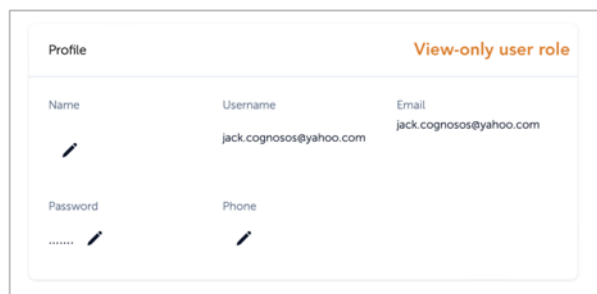 Profile
View-only user role
Name
Username
Email
jack.cognosos@yahoo.com
jack.cognosos@yahoo.com
Password
Phone
.......